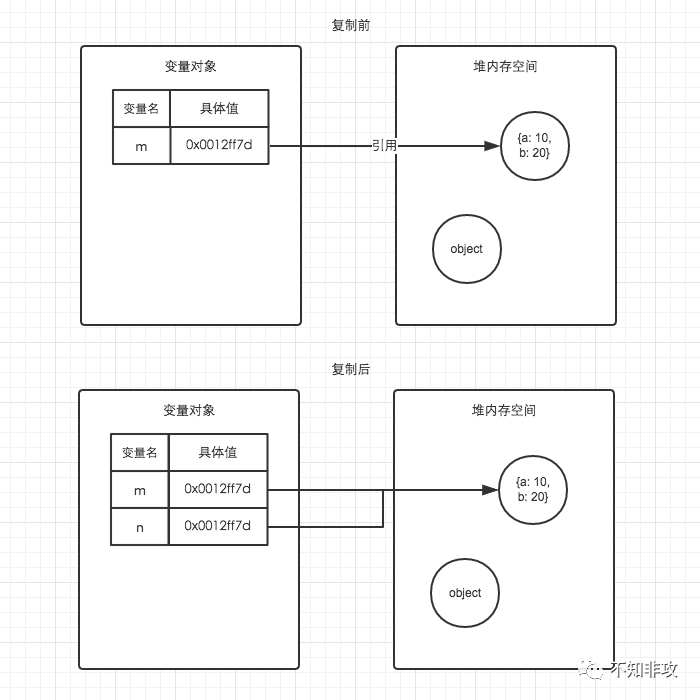 复制前
变量对象
堆内存空间
变量名 具体值
m 0x0012ff7d
引用
{a: 10,
b: 20}
object
复制后
变量对象
堆内存空间
变量名 具体值
m 0x0012ff7d
n 0x0012ff7d
{a: 10,
b: 20}
object
不知非攻